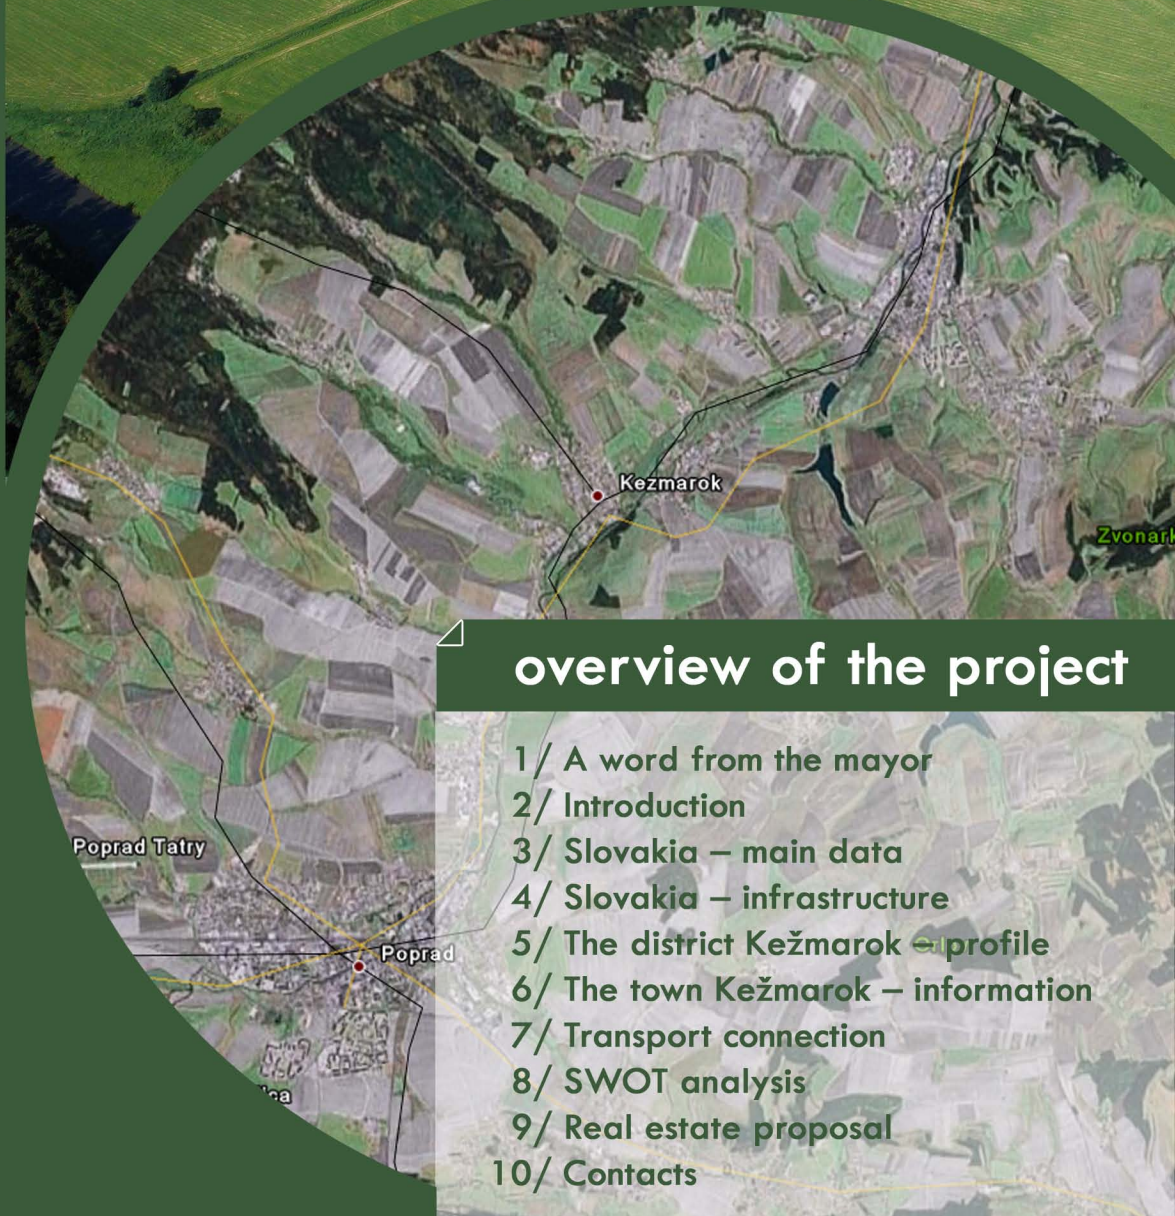 Kezmarok
Zvonark
overview of the project
1/ A word from the mayor
2/ Introduction
3/ Slovakia – main data
4/ Slovakia – infrastructure
Poprad Tatry
5/ The district Kežmarok – profile
Poprad
6/ The town Kežmarok – information
7/ Transport connection
8/ SWOT analysis
9/ Real estate proposal
10/ Contacts